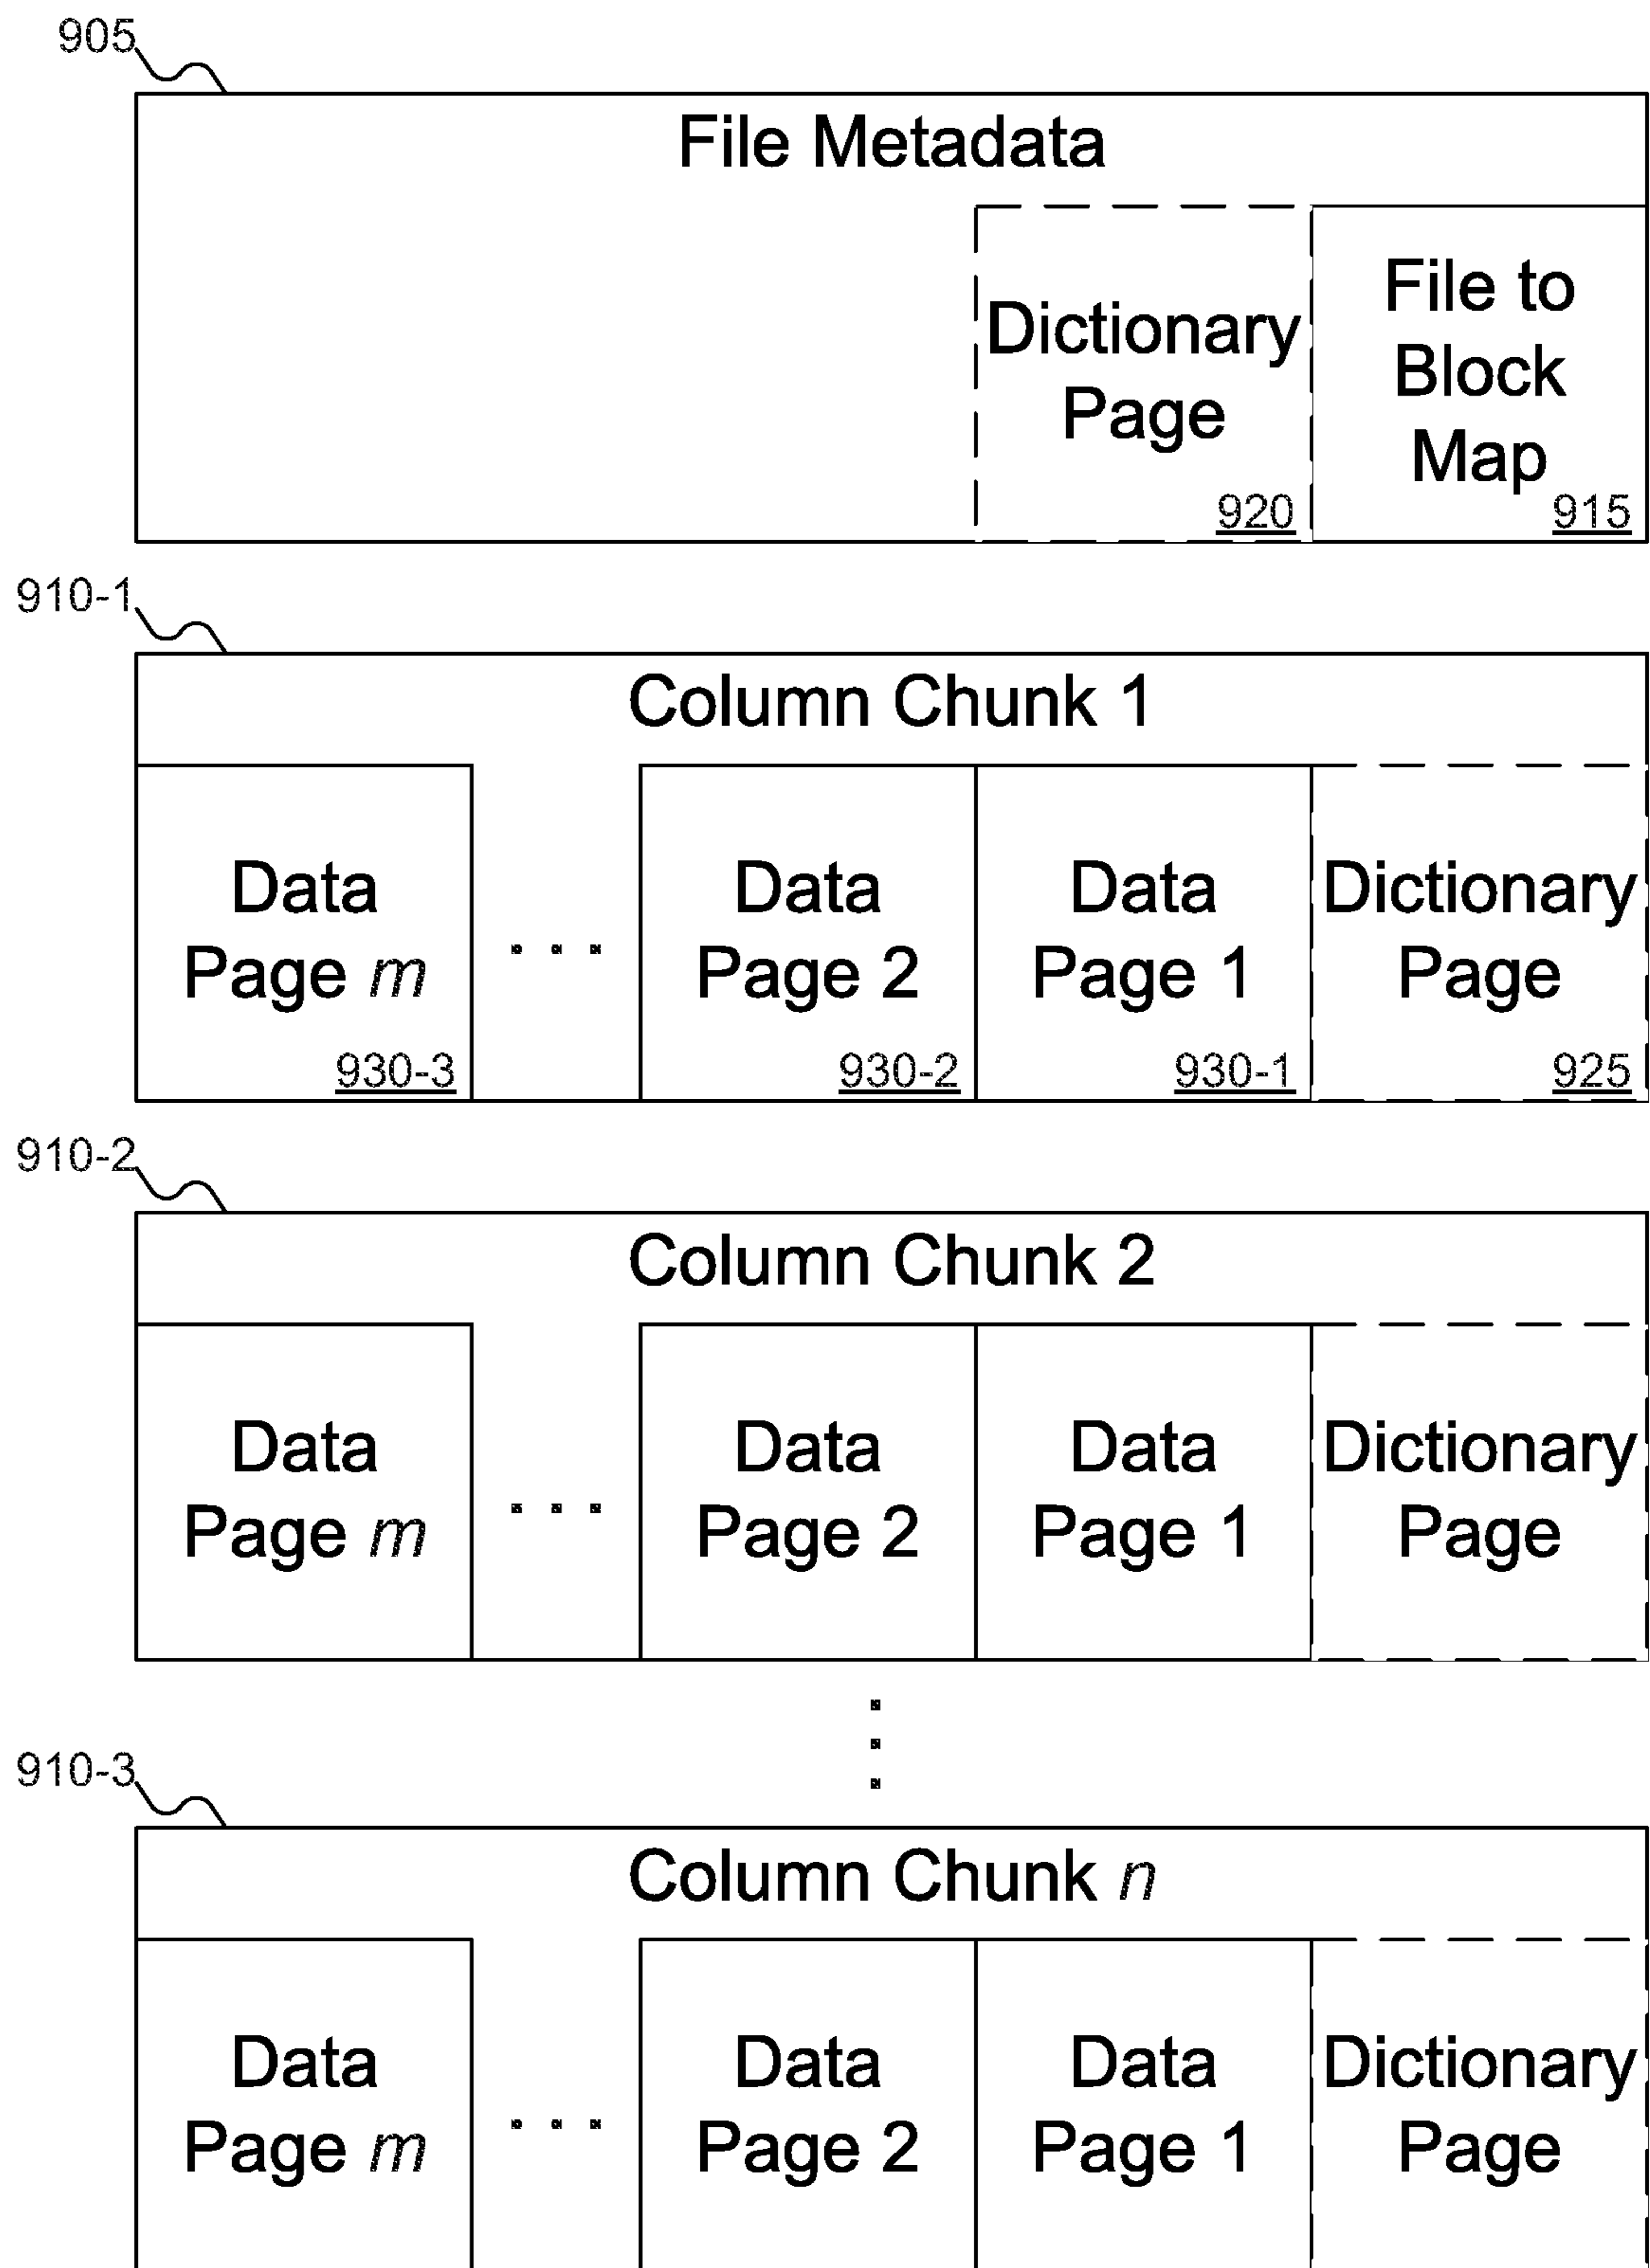 905
File Metadata
Dictionary
Page
920
File to
Block
Map
915
910-1
Column Chunk 1
Data
Page m
930-3
. . .
Data
Page 2
930-2
Data
Page 1
930-1
Dictionary
Page
925
910-2
Column Chunk 2
Data
Page m
. . .
Data
Page 2
Data
Page 1
Dictionary
Page
910-3
Column Chunk n
Data
Page m
. . .
Data
Page 2
Data
Page 1
Dictionary
Page